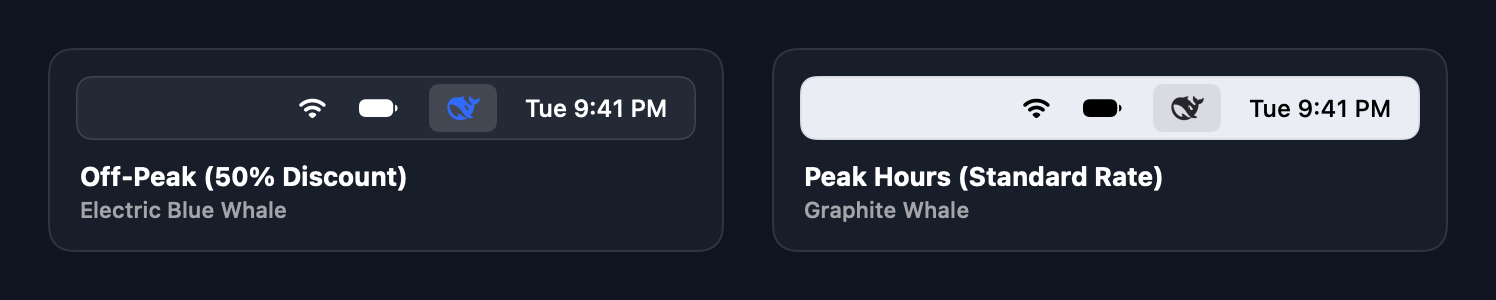 Tue 9:41 PM
Off-Peak (50% Discount)
Electric Blue Whale
Tue 9:41 PM
Peak Hours (Standard Rate)
Graphite Whale